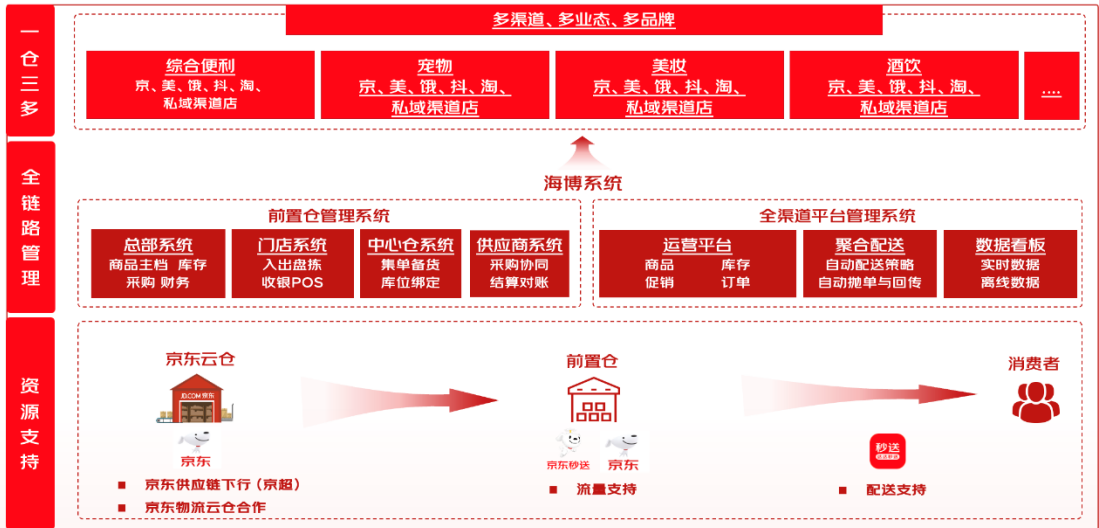 一仓三多
多渠道、多业态、多品牌
综合便利
京、美、饿、抖、淘、
私域渠道店
宠物
京、美、饿、抖、淘、
私域渠道店
美妆
京、美、饿、抖、淘、
私域渠道店
酒饮
京、美、饿、抖、淘、
私域渠道店
....
全链路管理
海博系统
前置仓管理系统
总部系统
商品主档 库存
采购 财务
门店系统
入出盘拣
收银POS
中心仓系统
集单备货
库位绑定
供应商系统
采购协同
结算对账
全渠道平台管理系统
运营平台
商品 库存
促销 订单
聚合配送
自动配送策略
自动抛单与回传
数据看板
实时数据
离线数据
资源支持
京东云仓
JD.COM 京东
京东
■ 京东供应链下行（京超）
■ 京东物流云仓合作
前置仓
京东秒送
京东
■ 流量支持
秒送
■ 配送支持
消费者